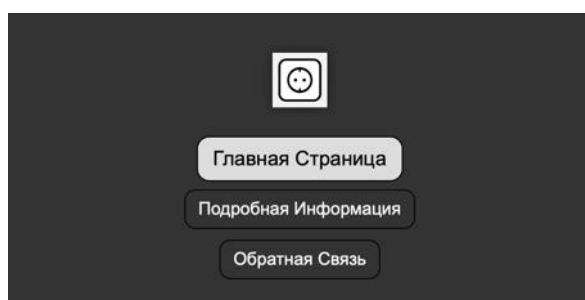 Главная Страница
Подробная Информация
Обратная Связь